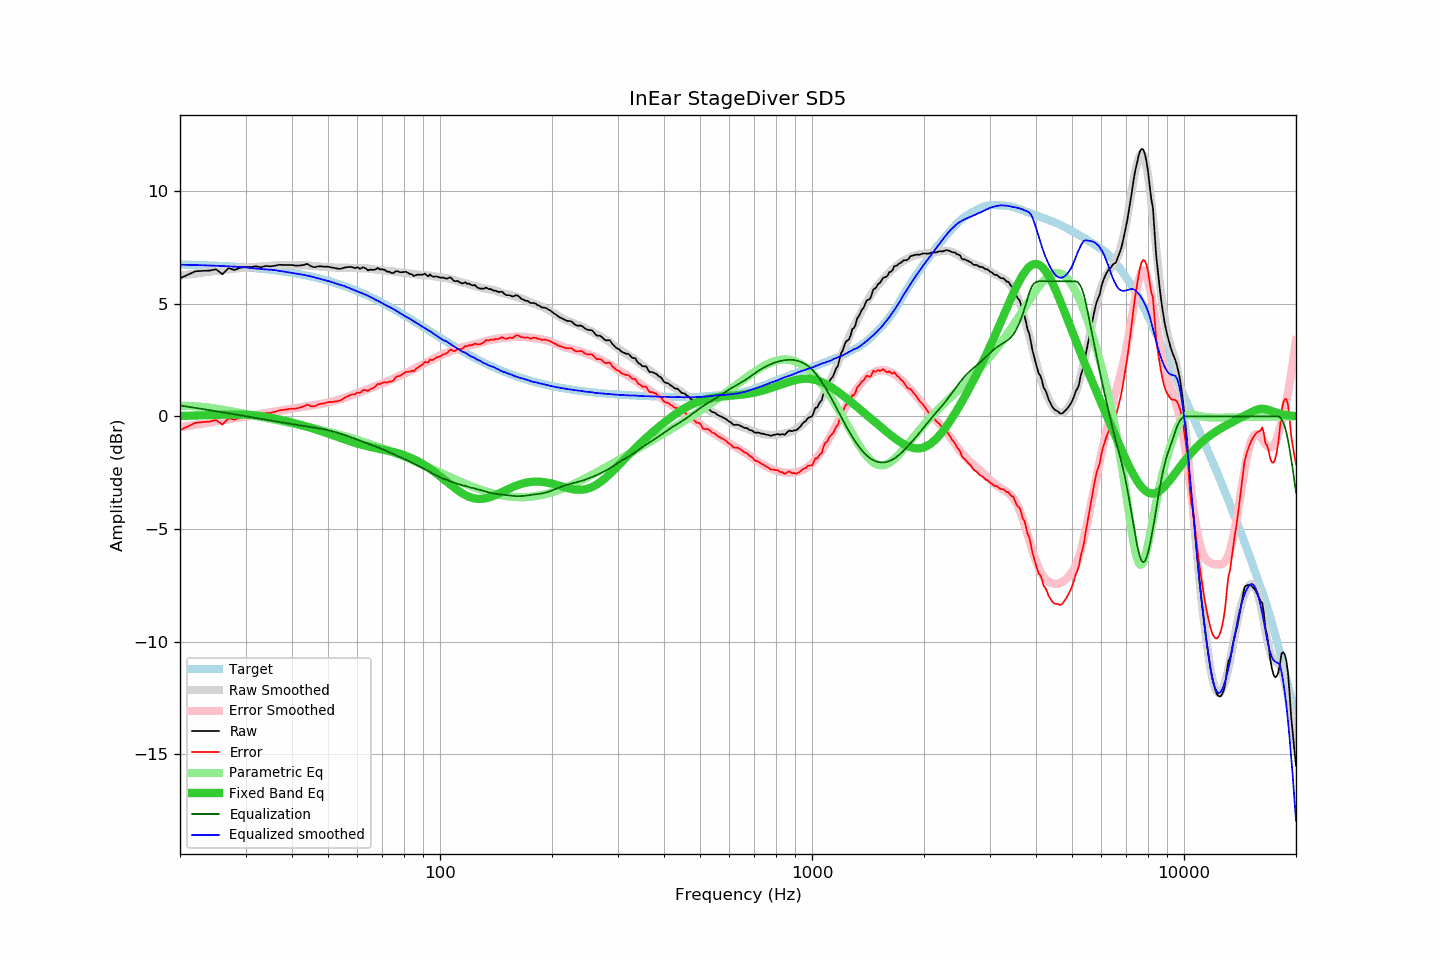 InEar StageDiver SD5
Amplitude (dBr)
10
5
0
−5
−10
−15
Target
Raw Smoothed
Error Smoothed
Raw
Error
Parametric Eq
Fixed Band Eq
Equalization
Equalized smoothed
100
1000
10000
Frequency (Hz)